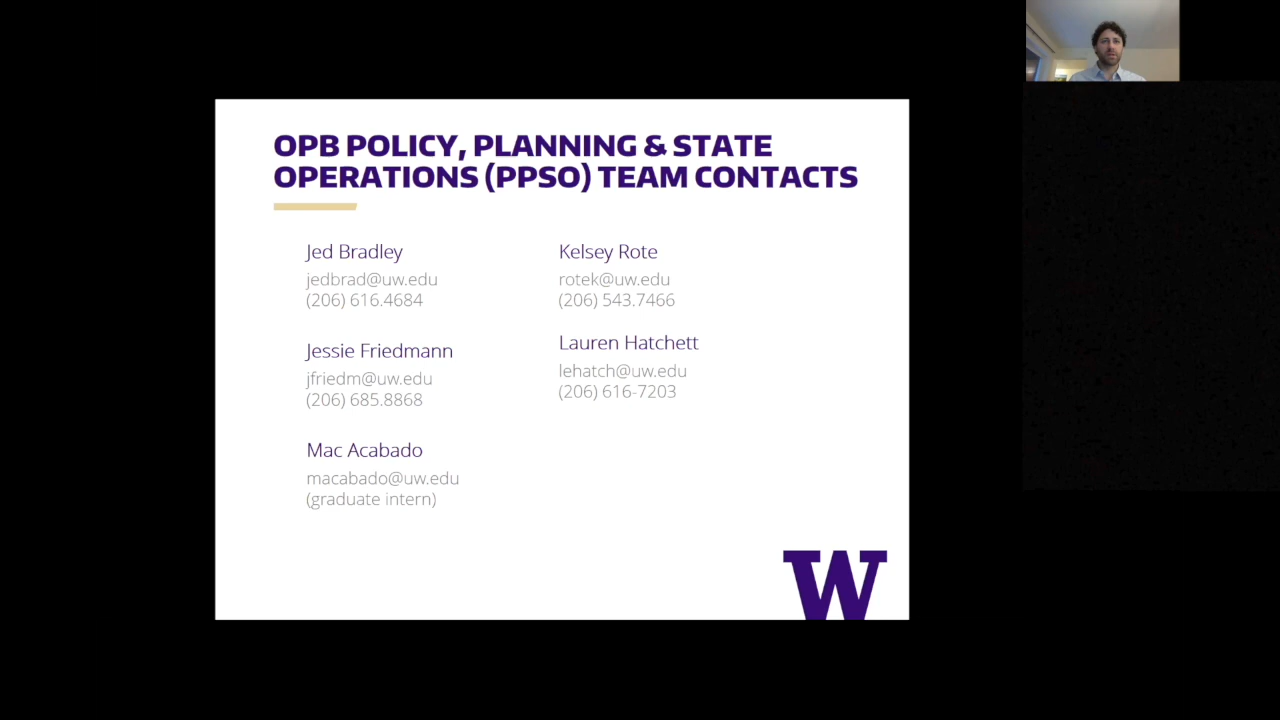 OPB POLICY, PLANNING & STATE
OPERATIONS (PPSO) TEAM CONTACTS
Jed Bradley
jedbrad@uw.edu
(206) 616.4684
Jessie Friedmann
jfriedm@uw.edu
(206) 685.8868
Mac Acabado
macabado@uw.edu
(graduate intern)
Kelsey Rote
rotek@uw.edu
(206) 543.7466
Lauren Hatchett
lehatch@uw.edu
(206) 616-7203
W